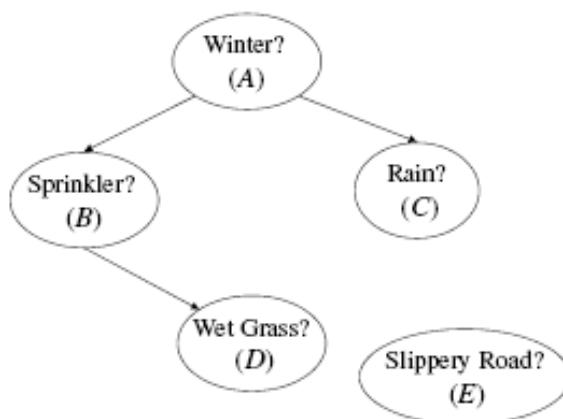 Winter?
(A)
Sprinkler?
(B)
Rain?
(C)
Wet Grass?
(D)
Slippery Road?
(E)